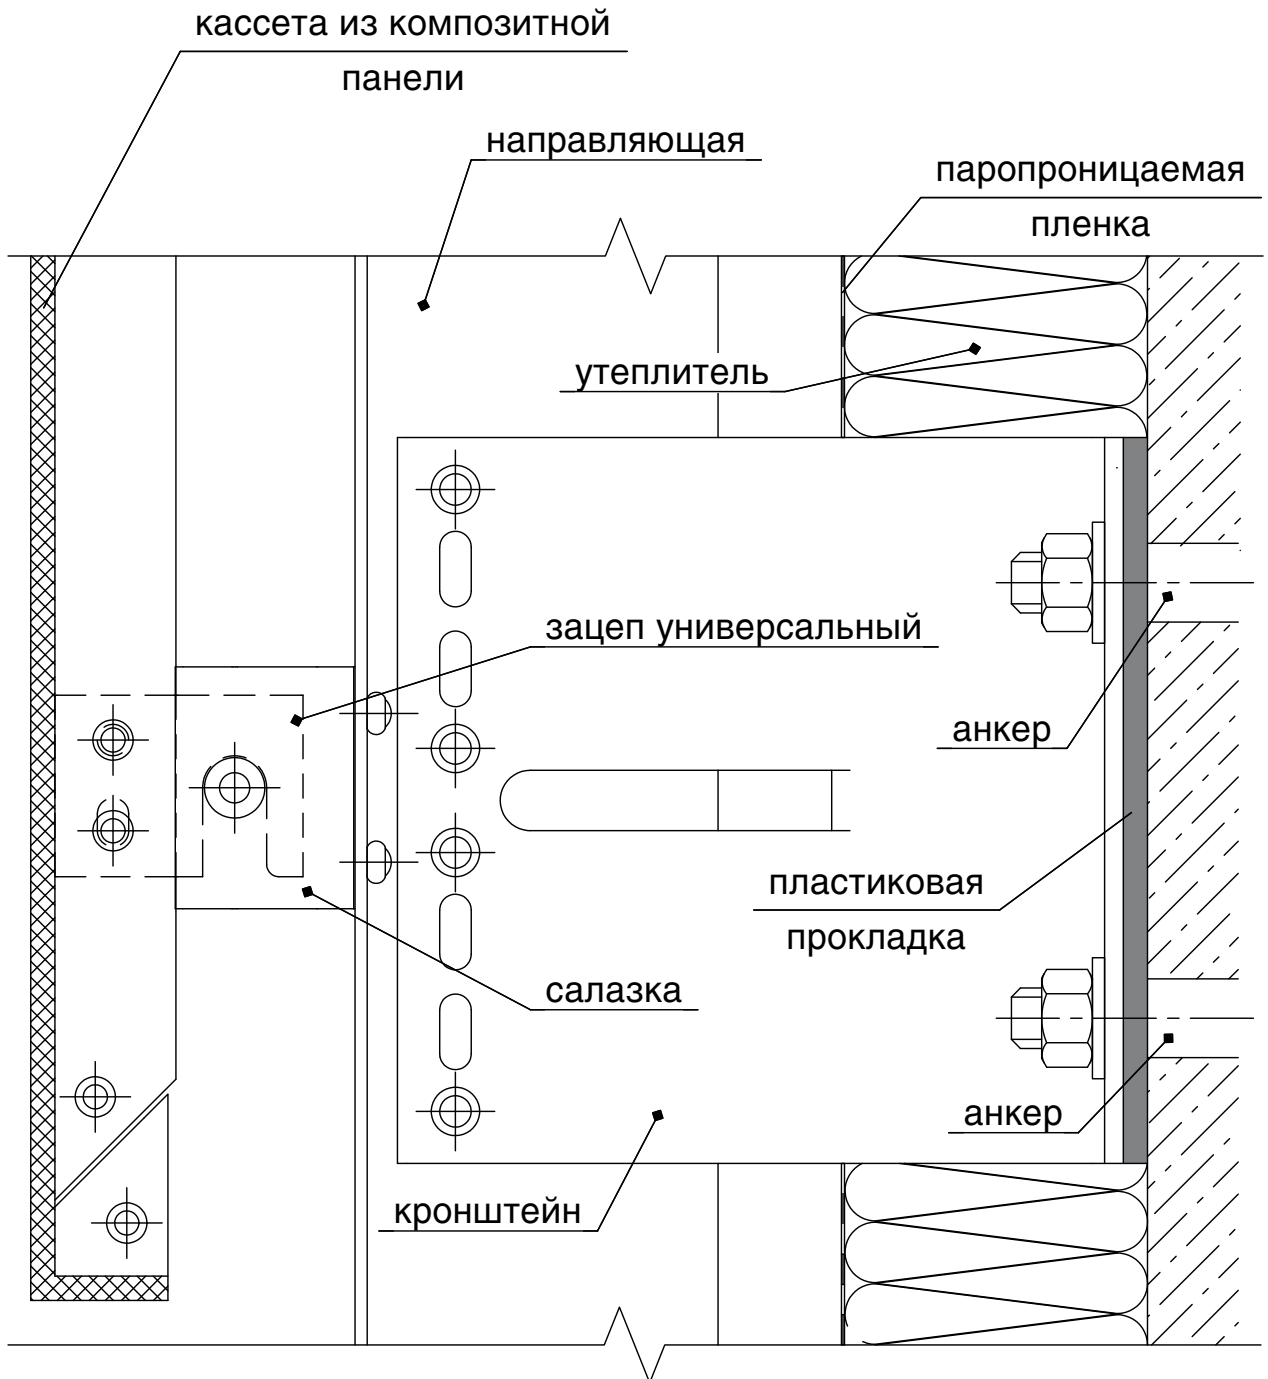 кассета из композитной
панели
направляющая
паропроницаемая
пленка
утеплитель
зацеп универсальный
анкер
пластиковая
прокладка
салазка
анкер
кронштейн